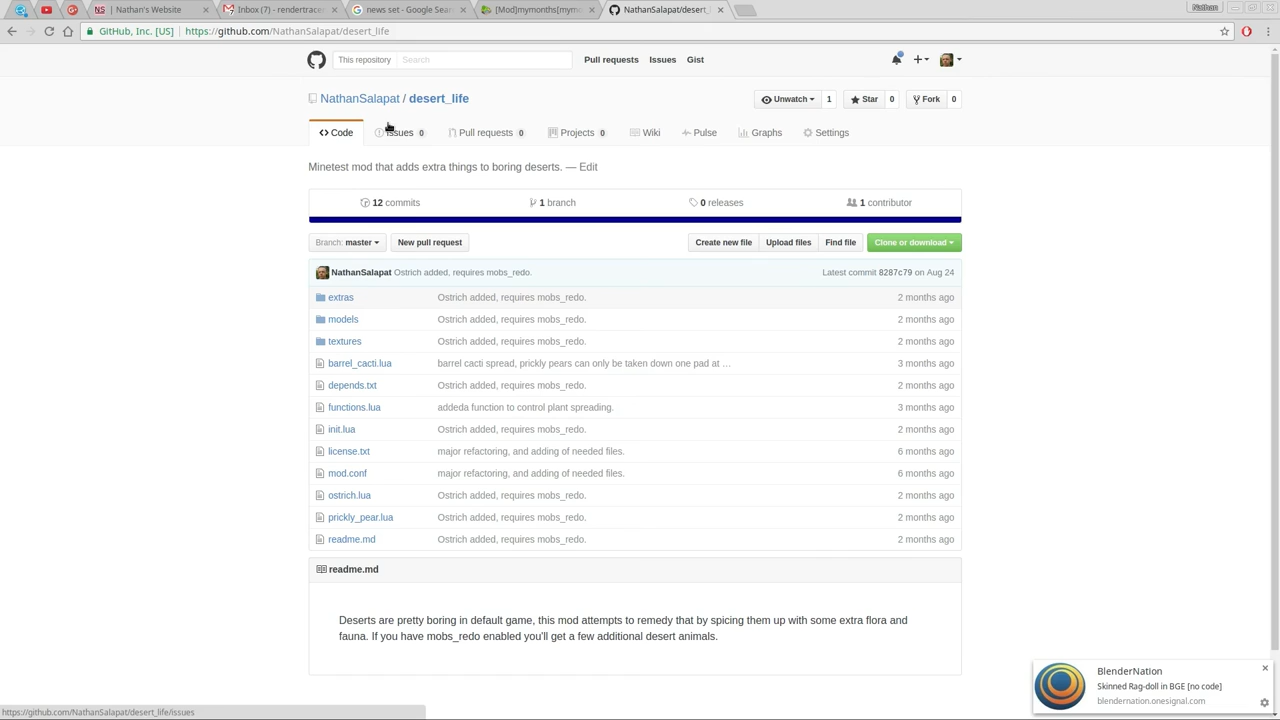 | Nathan's Website
Inbox (7) - rendertrace
news set - Google Sear
[Mod]mymonths[mymo
NathanSalapat/desert_
Nathan
GitHub, Inc. [US]
https://github.com/NathanSalapat/desert_life
This repository
Search
Pull requests
Issues
Gist
NathanSalapat / desert_life
Unwatch 1
Star 0
Fork 0
Code
Issues 0
Pull requests 0
Projects 0
Wiki
Pulse
Graphs
Settings
Minetest mod that adds extra things to boring deserts. — Edit
12 commits
1 branch
0 releases
1 contributor
Branch: master
New pull request
Create new file
Upload files
Find file
Clone or download
NathanSalapat Ostrich added, requires mobs_redo.
Latest commit 8287c79 on Aug 24
extras Ostrich added, requires mobs_redo. 2 months ago
models Ostrich added, requires mobs_redo. 2 months ago
textures Ostrich added, requires mobs_redo. 2 months ago
barrel_cacti.lua barrel cacti spread, prickly pears can only be taken down one pad at … 3 months ago
depends.txt Ostrich added, requires mobs_redo. 2 months ago
functions.lua addeda function to control plant spreading. 3 months ago
init.lua Ostrich added, requires mobs_redo. 2 months ago
license.txt major refactoring, and adding of needed files. 6 months ago
mod.conf major refactoring, and adding of needed files. 6 months ago
ostrich.lua Ostrich added, requires mobs_redo. 2 months ago
prickly_pear.lua Ostrich added, requires mobs_redo. 2 months ago
readme.md Ostrich added, requires mobs_redo. 2 months ago
readme.md
Deserts are pretty boring in default game, this mod attempts to remedy that by spicing them up with some extra flora and
fauna. If you have mobs_redo enabled you'll get a few additional desert animals.
BlenderNation
Skinned Rag-doll in BGE [no code]
blendernation.onesignal.com
https://github.com/NathanSalapat/desert_life/issues